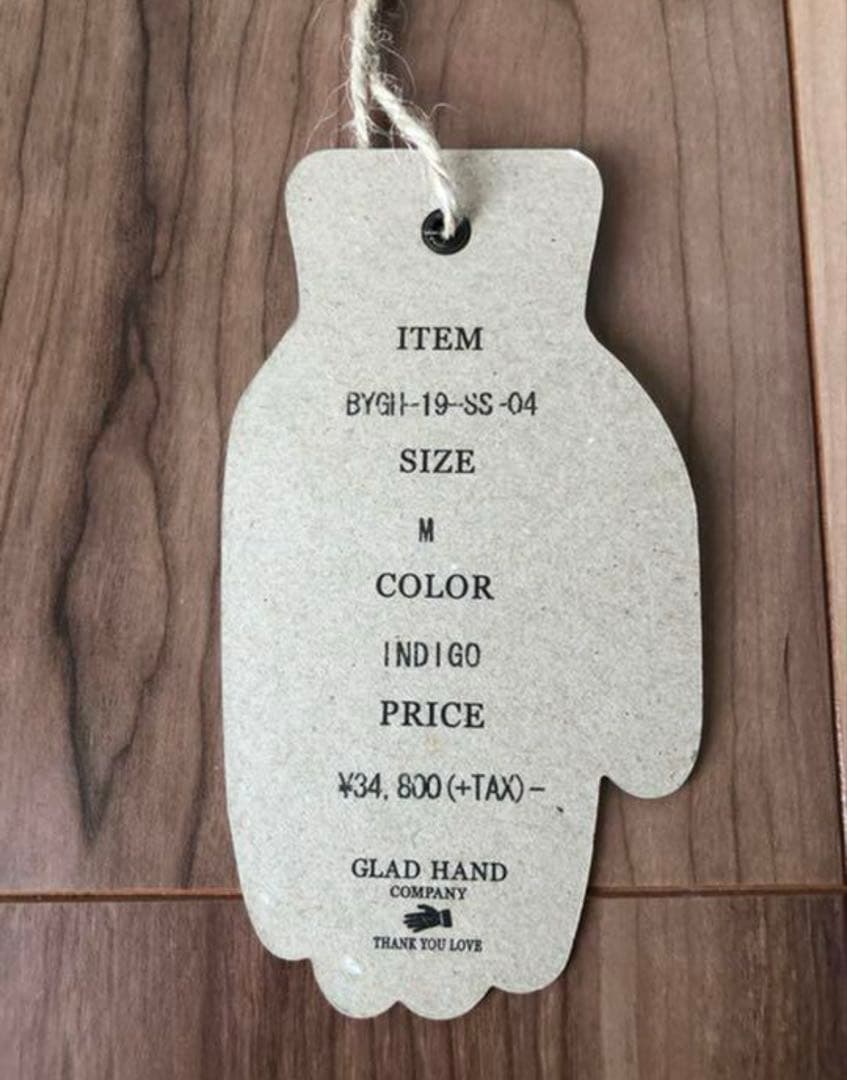 ITEM
BYGH-19-SS-04
SIZE
M
COLOR
INDIGO
PRICE
¥34,800(+TAX)-
GLAD HAND
COMPANY
THANK YOU LOVE